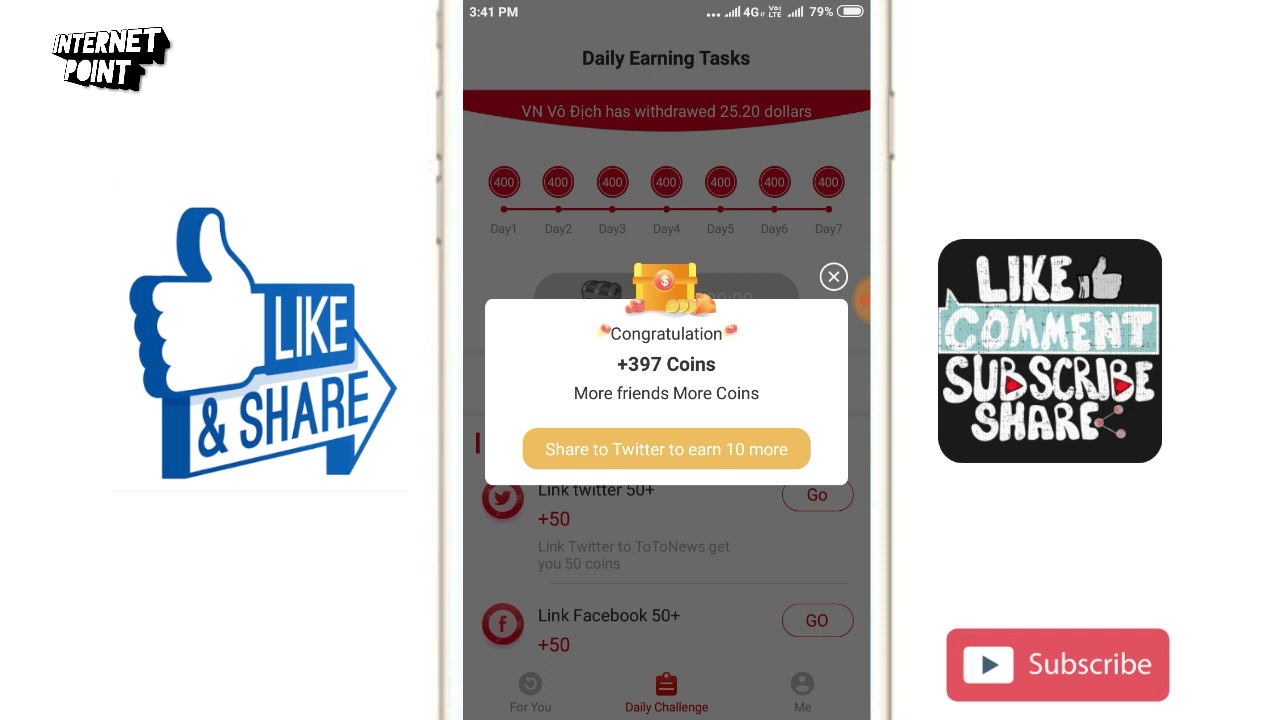 INTERNET
POINT
3:41 PM
4G
Vo)
LTE
79%
Daily Earning Tasks
VN Vô Địch has withdrawed 25.20 dollars
400 400 400 400 400 400 400
Day1 Day2 Day3 Day4 Day5 Day6 Day7
Congratulation
+397 Coins
More friends More Coins
Share to Twitter to earn 10 more
Link twitter 50+
Go
+50
Link Twitter to ToToNews get
you 50 coins
Link Facebook 50+
GO
+50
For You
Daily Challenge
Me
LIKE
& SHARE
LIKE
COMMENT
SUBSCRIBE
SHARE
Subscribe